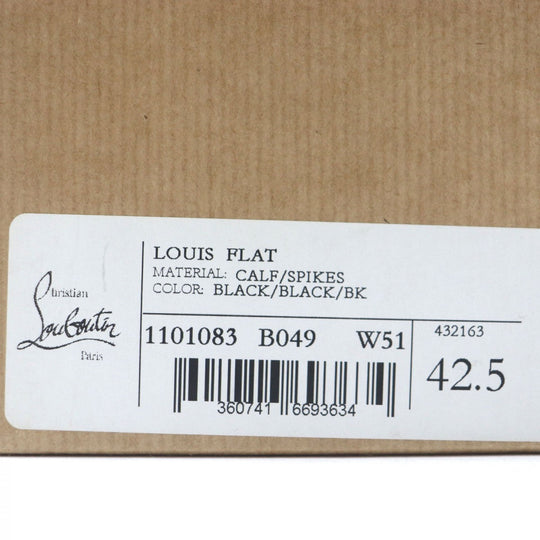 Christian
Louboutin
Paris
LOUIS FLAT
MATERIAL: CALF/SPIKES
COLOR: BLACK/BLACK/BK
1101083 B049 W51
432163
42.5
360741 6693634